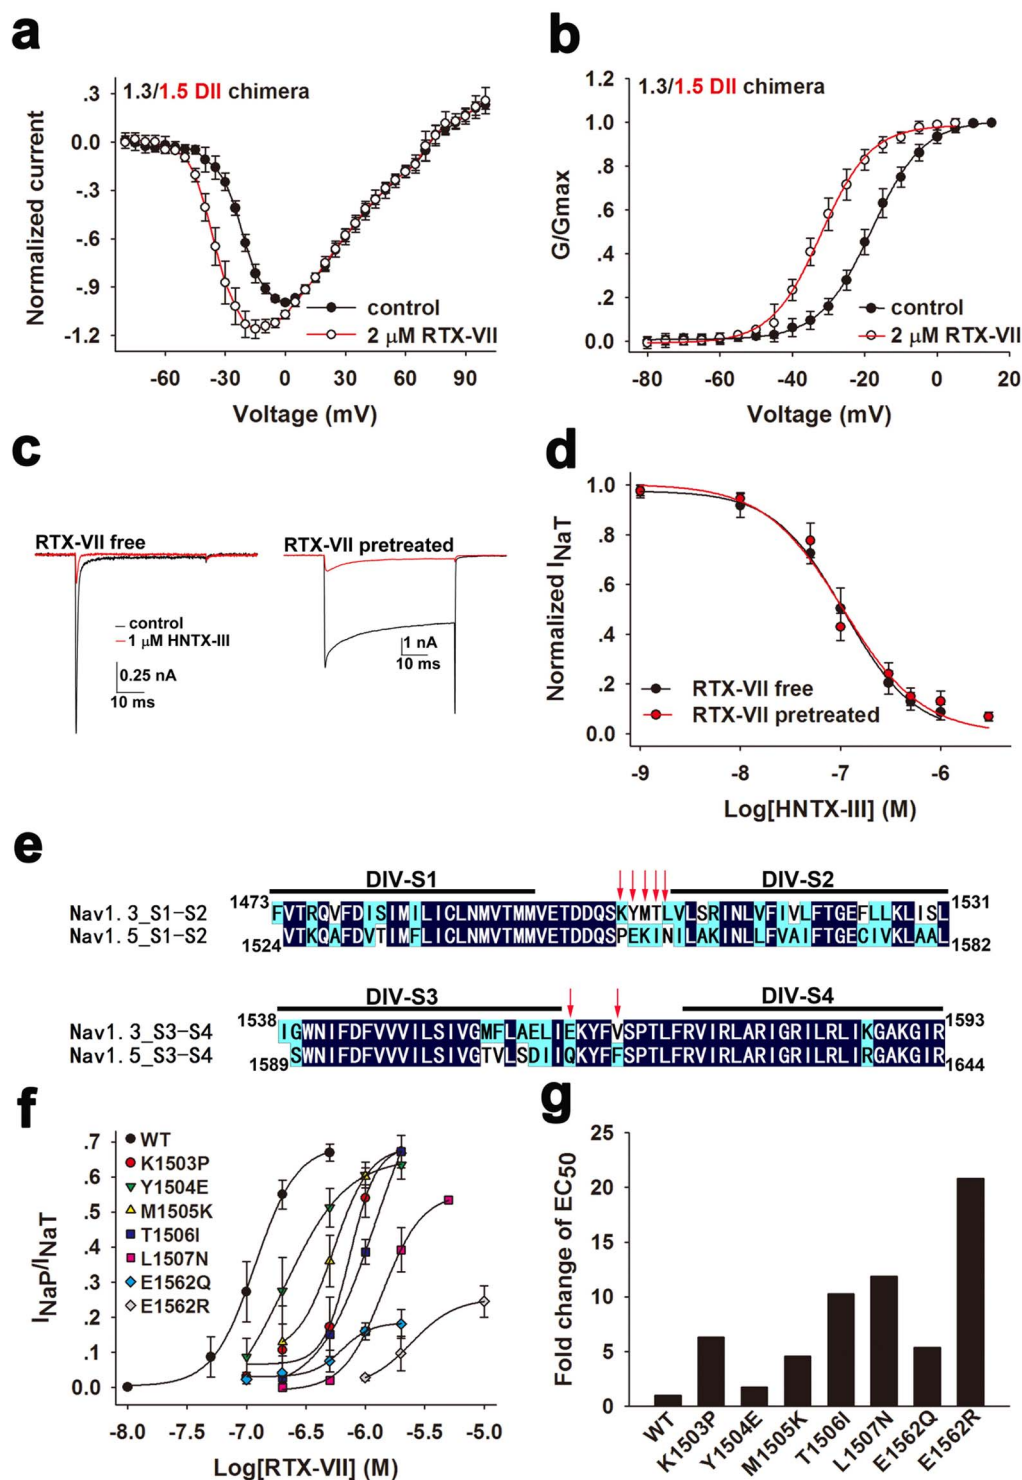 a
1.3/1.5 DII chimera
.3
0.0
-.3
-.6
-.9
-1.2
Normalized current
control
2 μM RTX-VII
-60 -30 0 30 60 90
Voltage (mV)
b
1.3/1.5 DII chimera
1.2
1.0
.8
.6
.4
.2
0.0
G/Gmax
control
2 μM RTX-VII
-80 -60 -40 -20 0 20
Voltage (mV)
c
RTX-VII free
control
1 μM HNTX-III
0.25 nA
10 ms
RTX-VII pretreated
1 nA
10 ms
d
1.0
.8
.6
.4
.2
0.0
Normalized INaT
RTX-VII free
RTX-VII pretreated
-9 -8 -7 -6
Log[HNTX-III] (M)
e
DIV-S1 DIV-S2
1473 1531
Nav1.3_S1-S2 FVTRQVFDISIMILICLNMVTMMVETDDQSKYMTLVLSRINLVFIVLFTGEFLLKLISL
Nav1.5_S1-S2 VTKQAFDVTIMFLICLNMVTMMVETDDQSPEKINILAKINLLFVAIFTGECIVKLAAL
1524 1582
DIV-S3 DIV-S4
1538 1593
Nav1.3_S3-S4 IGWNIFDFVVVILSIVGMFLAELIEKYFVSPTLFRVIRLARIGRILRLIKGAKGIR
Nav1.5_S3-S4 SWNIFDFVVVILSIVGTVLSDIIQKYFFSPTLFRVIRLARIGRILRLIRGAKGIR
1589 1644
f
.7
.6
.5
.4
.3
.2
.1
0.0
INaP/INaT
WT
K1503P
Y1504E
M1505K
T1506I
L1507N
E1562Q
E1562R
-8.0 -7.5 -7.0 -6.5 -6.0 -5.5 -5.0
Log[RTX-VII] (M)
g
25
20
15
10
5
0
Fold change of EC50
WT
K1503P
Y1504E
M1505K
T1506I
L1507N
E1562Q
E1562R